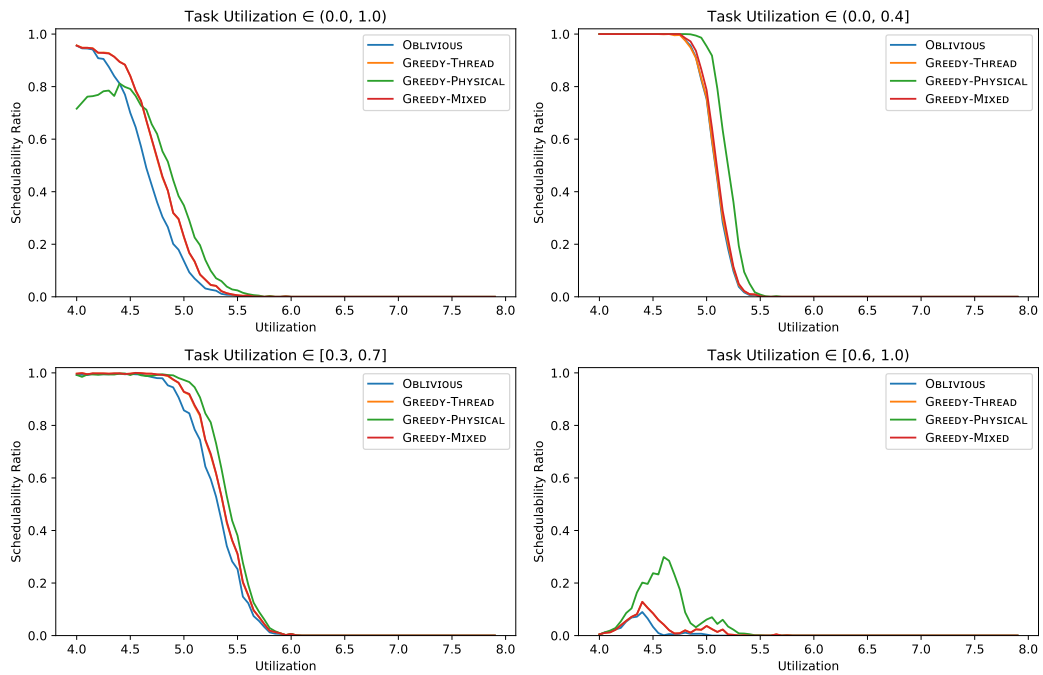 Task Utilization ∈ (0.0, 1.0)
Schedulability Ratio
1.0
0.8
0.6
0.4
0.2
0.0
Oblivious
Greedy-Thread
Greedy-Physical
Greedy-Mixed
4.0 4.5 5.0 5.5 6.0 6.5 7.0 7.5 8.0
Utilization
Task Utilization ∈ (0.0, 0.4]
Schedulability Ratio
1.0
0.8
0.6
0.4
0.2
0.0
Oblivious
Greedy-Thread
Greedy-Physical
Greedy-Mixed
4.0 4.5 5.0 5.5 6.0 6.5 7.0 7.5 8.0
Utilization
Task Utilization ∈ [0.3, 0.7]
Schedulability Ratio
1.0
0.8
0.6
0.4
0.2
0.0
Oblivious
Greedy-Thread
Greedy-Physical
Greedy-Mixed
4.0 4.5 5.0 5.5 6.0 6.5 7.0 7.5 8.0
Utilization
Task Utilization ∈ [0.6, 1.0)
Schedulability Ratio
1.0
0.8
0.6
0.4
0.2
0.0
Oblivious
Greedy-Thread
Greedy-Physical
Greedy-Mixed
4.0 4.5 5.0 5.5 6.0 6.5 7.0 7.5 8.0
Utilization